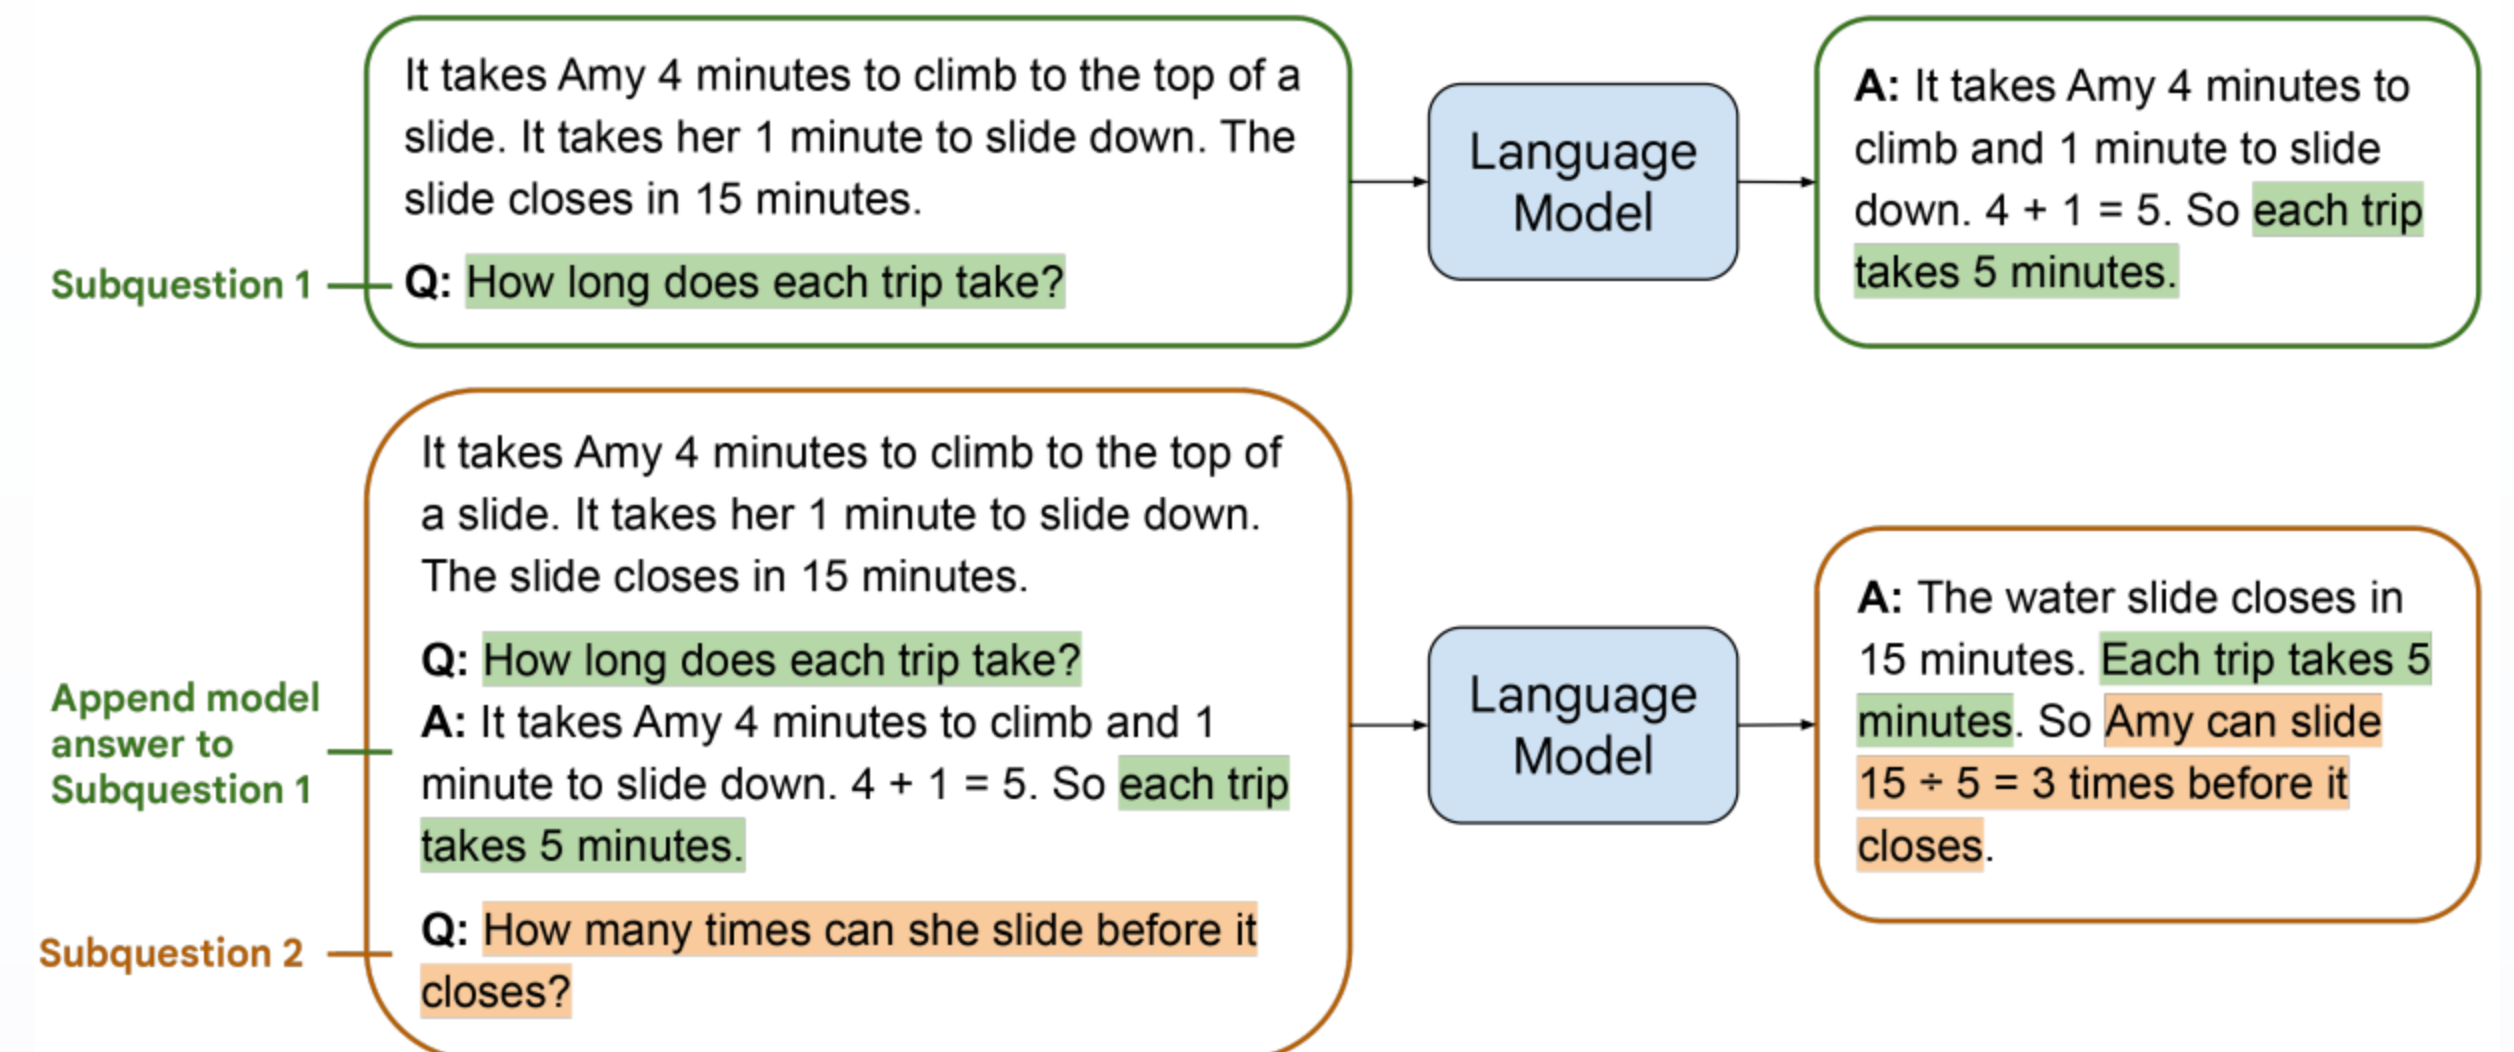 It takes Amy 4 minutes to climb to the top of a
slide. It takes her 1 minute to slide down. The
slide closes in 15 minutes.
Subquestion 1
Q: How long does each trip take?
Language
Model
A: It takes Amy 4 minutes to
climb and 1 minute to slide
down. 4 + 1 = 5. So each trip
takes 5 minutes.
It takes Amy 4 minutes to climb to the top of
a slide. It takes her 1 minute to slide down.
The slide closes in 15 minutes.
Q: How long does each trip take?
Append model
answer to
Subquestion 1
A: It takes Amy 4 minutes to climb and 1
minute to slide down. 4 + 1 = 5. So each trip
takes 5 minutes.
Subquestion 2
Q: How many times can she slide before it
closes?
Language
Model
A: The water slide closes in
15 minutes. Each trip takes 5
minutes. So Amy can slide
15 ÷ 5 = 3 times before it
closes.